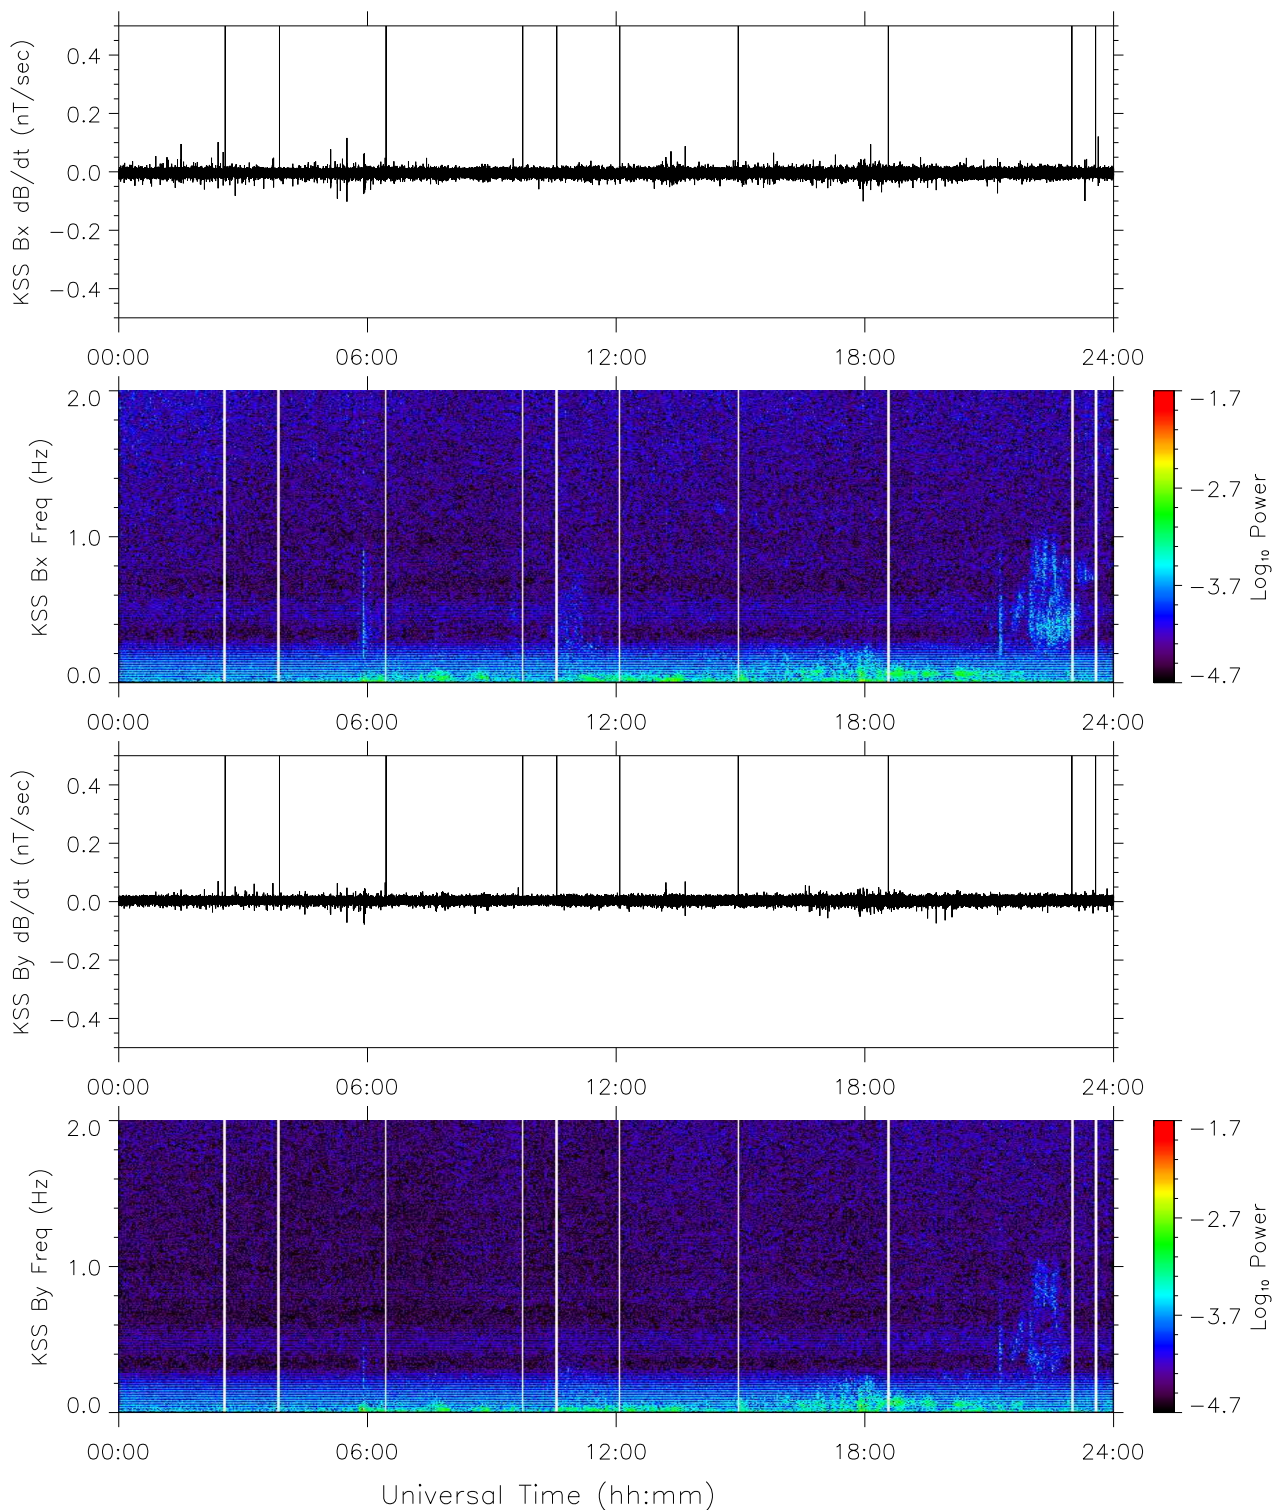 KSS Bx dB/dt (nT/sec)
0.4
0.2
0.0
−0.2
−0.4
00:00 06:00 12:00 18:00 24:00
KSS Bx Freq (Hz)
2.0
1.0
0.0
−1.7
−2.7
−3.7
−4.7
Log₁₀ Power
00:00 06:00 12:00 18:00 24:00
KSS By dB/dt (nT/sec)
0.4
0.2
0.0
−0.2
−0.4
00:00 06:00 12:00 18:00 24:00
KSS By Freq (Hz)
2.0
1.0
0.0
−1.7
−2.7
−3.7
−4.7
Log₁₀ Power
00:00 06:00 12:00 18:00 24:00
Universal Time (hh:mm)